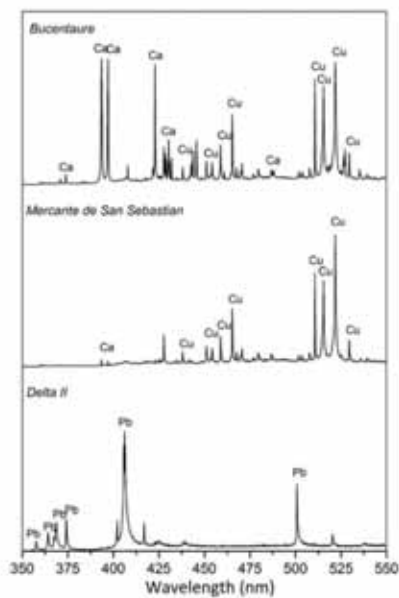 Bucentaure
Ca Ca Ca Cu Cu Cu
Ca Ca Cu Cu Cu Cu Ca Cu
Mercante de San Sebastian
Cu Cu Cu
Ca Cu Cu Cu Cu Cu
Delta II
Pb Pb Pb Pb Pb Pb
350 375 400 425 450 475 500 525 550
Wavelength (nm)